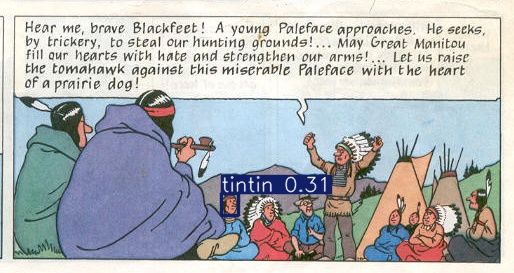 Hear me, brave Blackfeet! A young Paleface approaches. He seeks,
by trickery, to steal our hunting grounds!... May Great Manitou
fill our hearts with hate and strengthen our arms!... Let us raise
the tomahawk against this miserable Paleface with the heart
of a prairie dog!
tintin 0.31